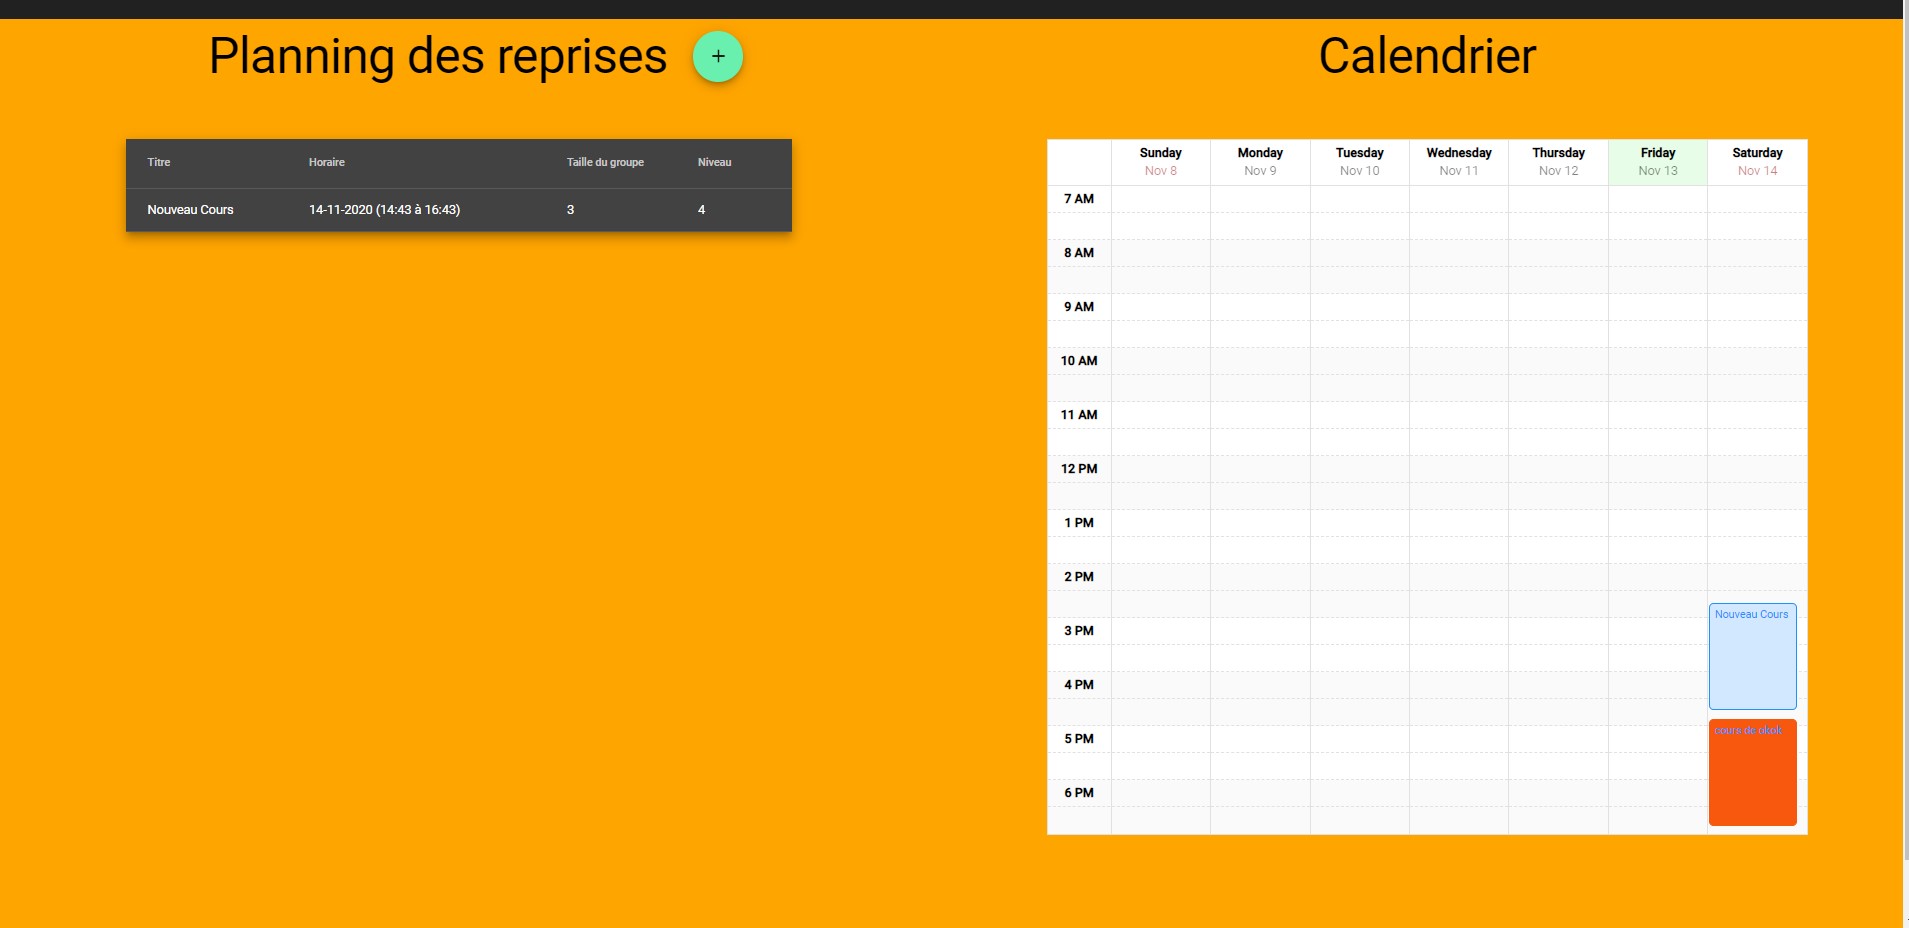 Planning des reprises +
Titre Horaire Taille du groupe Niveau
Nouveau Cours 14-11-2020 (14:43 à 16:43) 3 4
Calendrier
Sunday Monday Tuesday Wednesday Thursday Friday Saturday
Nov 8 Nov 9 Nov 10 Nov 11 Nov 12 Nov 13 Nov 14
7 AM
8 AM
9 AM
10 AM
11 AM
12 PM
1 PM
2 PM
Nouveau Cours
3 PM
4 PM
cours de okok
5 PM
6 PM